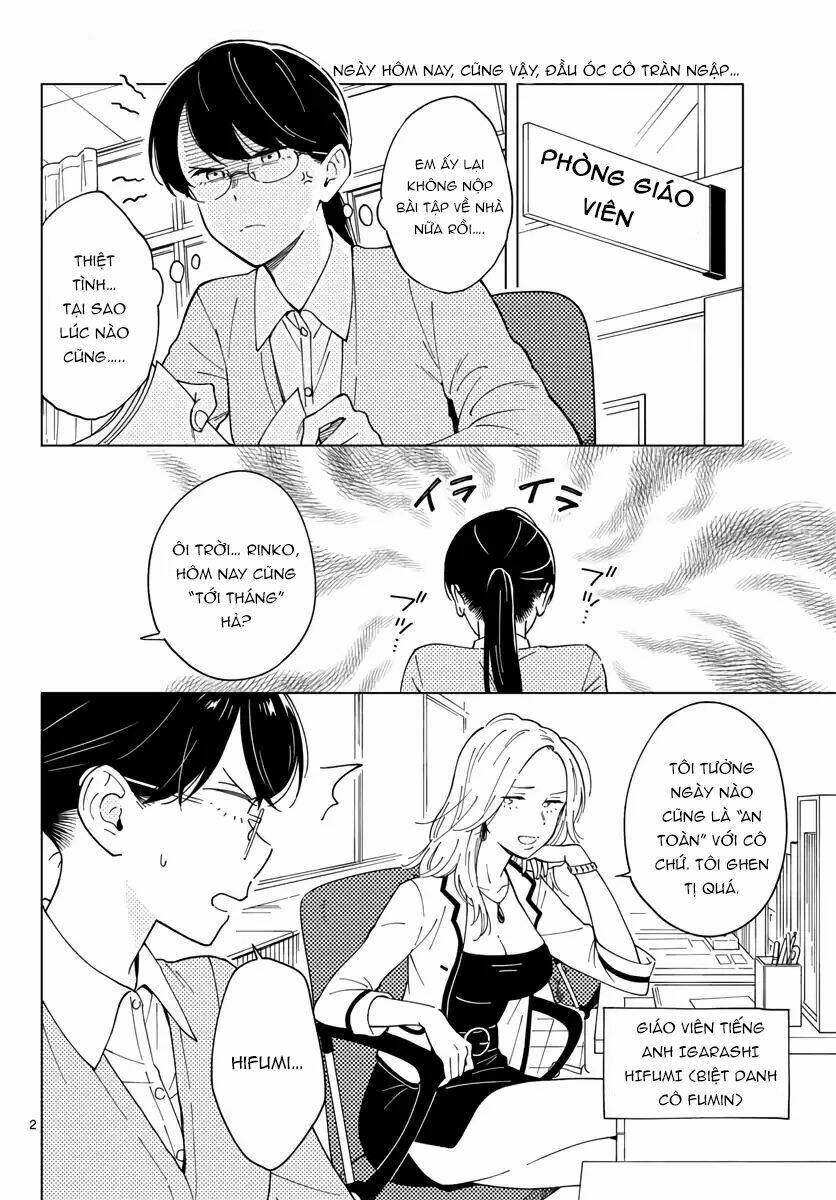 NGÀY HÔM NAY, CŨNG VẬY, ĐẦU ÓC CÔ TRÀN NGẬP...
PHÒNG GIÁO
VIÊN
EM ẤY LẠI
KHÔNG NỘP
BÀI TẬP VỀ NHÀ
NỮA RỒI....
THIỆT
TÌNH...
TẠI SAO
LÚC NÀO
CŨNG.....
イラ
イラ
ÔI TRỜI... RINKO,
HÔM NAY CŨNG
"TỚI THÁNG"
HẢ?
TÔI TƯỞNG
NGÀY NÀO
CŨNG LÀ "AN
TOÀN" VỚI CÔ
CHỨ. TÔI GHEN
TỊ QUÁ.
HIFUMI...
GIÁO VIÊN TIẾNG
ANH IGARASHI
HIFUMI (BIỆT DANH
CÔ FUMIN)
2